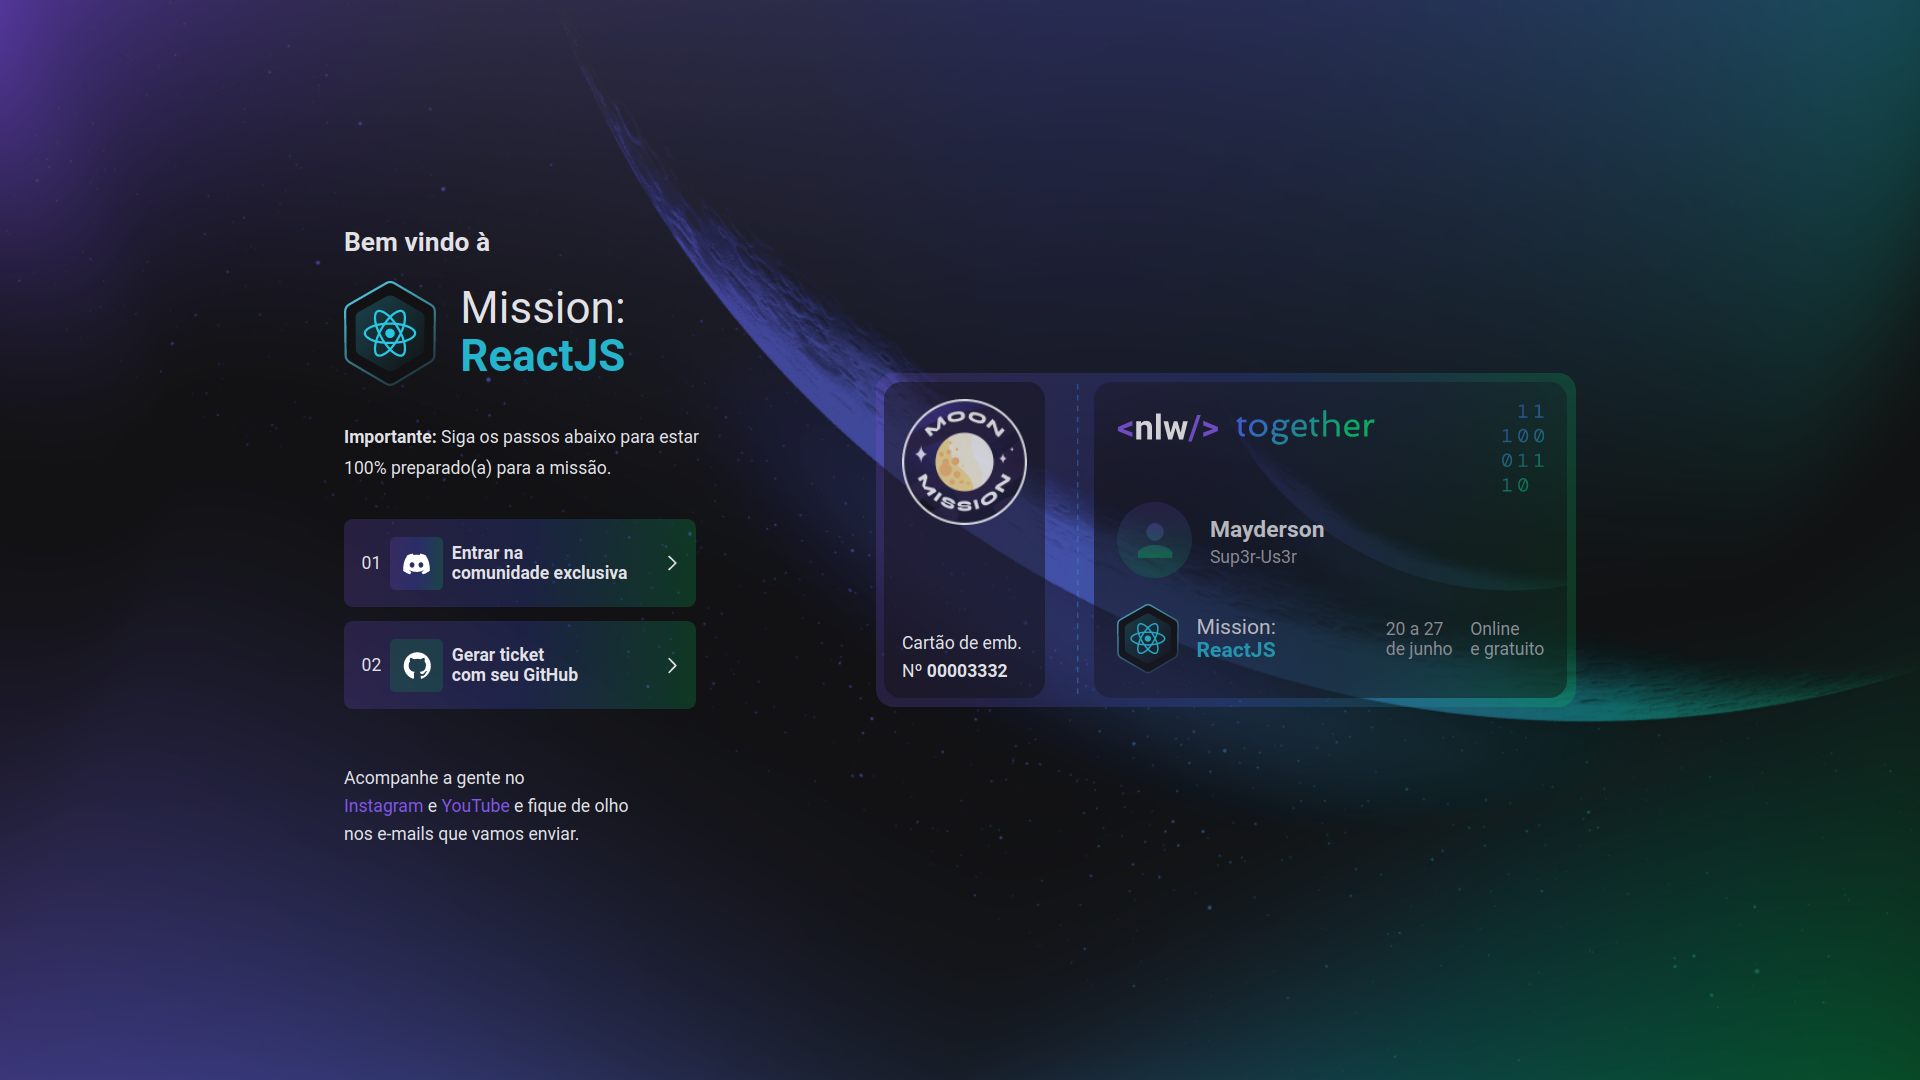 Bem vindo à
Mission:
ReactJS
Importante: Siga os passos abaixo para estar
100% preparado(a) para a missão.
01
Entrar na
comunidade exclusiva
02
Gerar ticket
com seu GitHub
Acompanhe a gente no
Instagram e YouTube e fique de olho
nos e-mails que vamos enviar.
MOON
MISSION
Cartão de emb.
Nº 00003332
<nlw/> together
11
100
011
10
Mayderson
Sup3r-Us3r
Mission:
ReactJS
20 a 27
de junho
Online
e gratuito